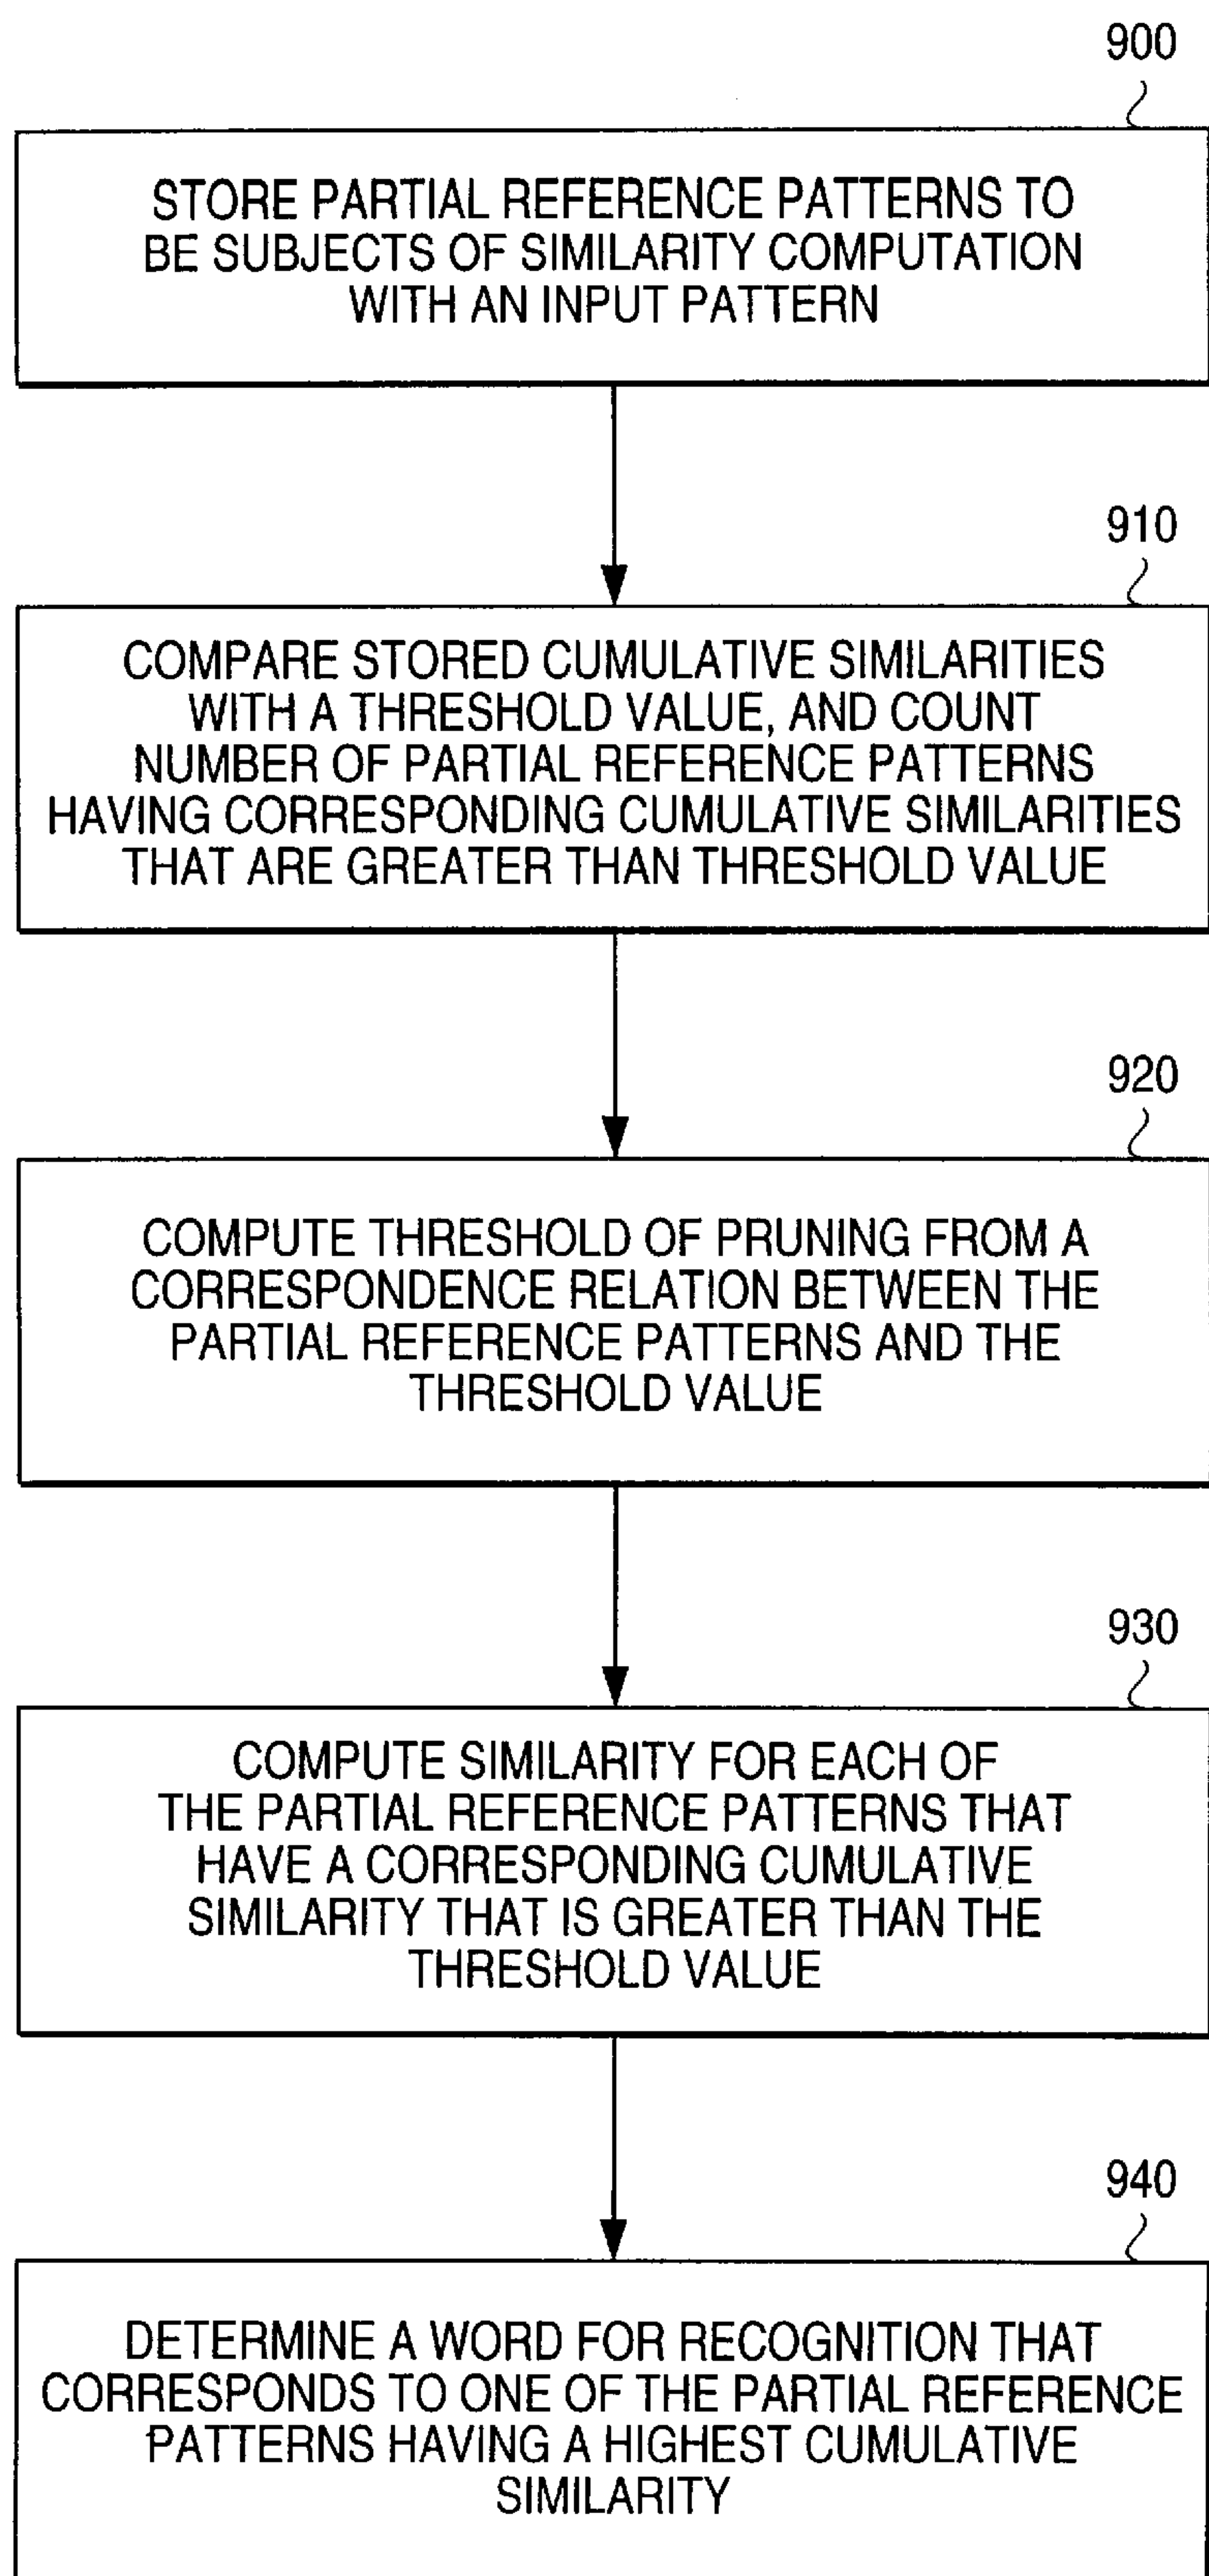 900
STORE PARTIAL REFERENCE PATTERNS TO
BE SUBJECTS OF SIMILARITY COMPUTATION
WITH AN INPUT PATTERN
910
COMPARE STORED CUMULATIVE SIMILARITIES
WITH A THRESHOLD VALUE, AND COUNT
NUMBER OF PARTIAL REFERENCE PATTERNS
HAVING CORRESPONDING CUMULATIVE SIMILARITIES
THAT ARE GREATER THAN THRESHOLD VALUE
920
COMPUTE THRESHOLD OF PRUNING FROM A
CORRESPONDENCE RELATION BETWEEN THE
PARTIAL REFERENCE PATTERNS AND THE
THRESHOLD VALUE
930
COMPUTE SIMILARITY FOR EACH OF
THE PARTIAL REFERENCE PATTERNS THAT
HAVE A CORRESPONDING CUMULATIVE
SIMILARITY THAT IS GREATER THAN THE
THRESHOLD VALUE
940
DETERMINE A WORD FOR RECOGNITION THAT
CORRESPONDS TO ONE OF THE PARTIAL REFERENCE
PATTERNS HAVING A HIGHEST CUMULATIVE
SIMILARITY